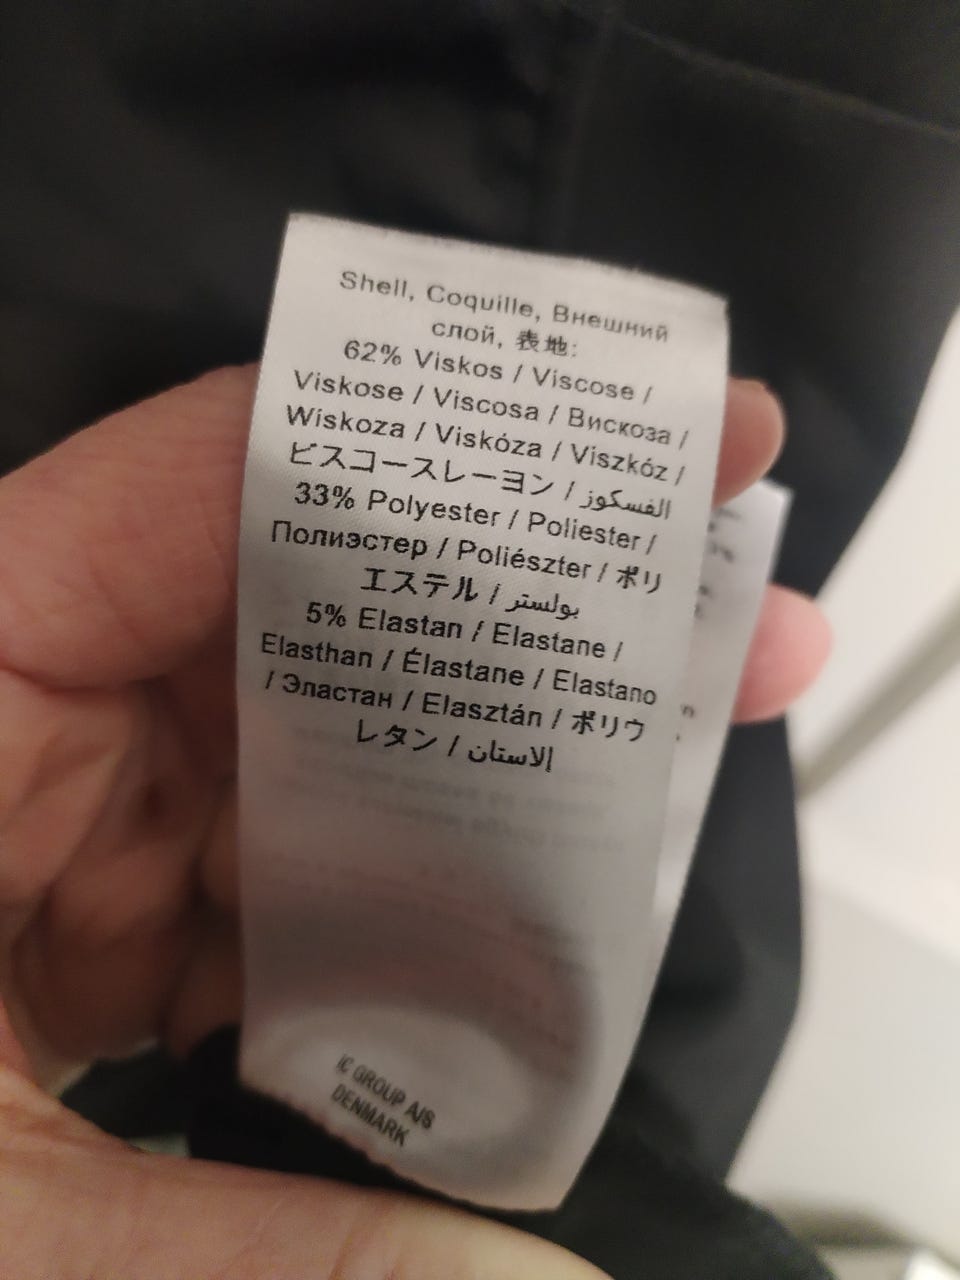 Shell, Coquille, Внешний
слой, 表地:
62% Viskos / Viscose /
Viskose / Viscosa / Вискоза /
Wiskoza / Viskóza / Viszkóz /
ビスコースレーヨン / الفسكوز
33% Polyester / Poliester /
Полиэстер / Poliészter / ポリ
エステル / بولستر
5% Elastan / Elastane /
Elasthan / Élastane / Elastano
/ Эластан / Elasztán / ポリウ
レタン / إلاستان
IC GROUP A/S
DENMARK